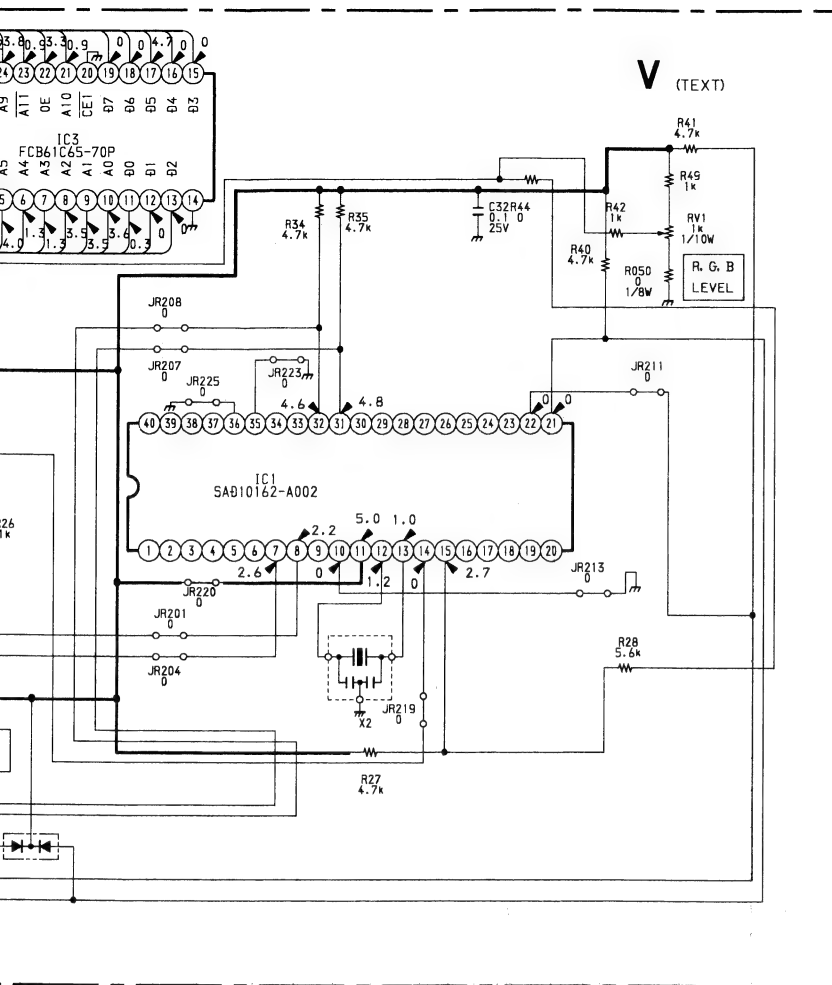 3.8 0.9 3.3 0.9 0 0 4.7 0 0
24 23 22 21 20 19 18 17 16 15
A9 A11 OE A10 CE1 D7 D6 D5 D4 D3
IC3
FCB61C65-70P
A5 A4 A3 A2 A1 A0 D0 D1 D2
5 6 7 8 9 10 11 12 13 14
4.0 1.3 1.3 3.5 3.5 3.6 0.3 0 0
V (TEXT)
R41
4.7k
R49
1k
R34
4.7k
R35
4.7k
C32 R44
0.1 0
25V
R42
1k
RV1
1k
1/10W
R40
4.7k
R050
0
1/8W
R. G. B
LEVEL
JR208
0
JR207
0
JR223
0
JR225
0
JR211
0
4.6 4.8 0 0
40 39 38 37 36 35 34 33 32 31 30 29 28 27 26 25 24 23 22 21
IC1
SAD10162-A002
R26
1k
2.2 5.0 1.0
1 2 3 4 5 6 7 8 9 10 11 12 13 14 15 16 17 18 19 20
2.6 0 1.2 0 2.7
JR213
0
JR220
0
JR201
0
JR204
0
R28
5.6k
X2
JR219
0
R27
4.7k